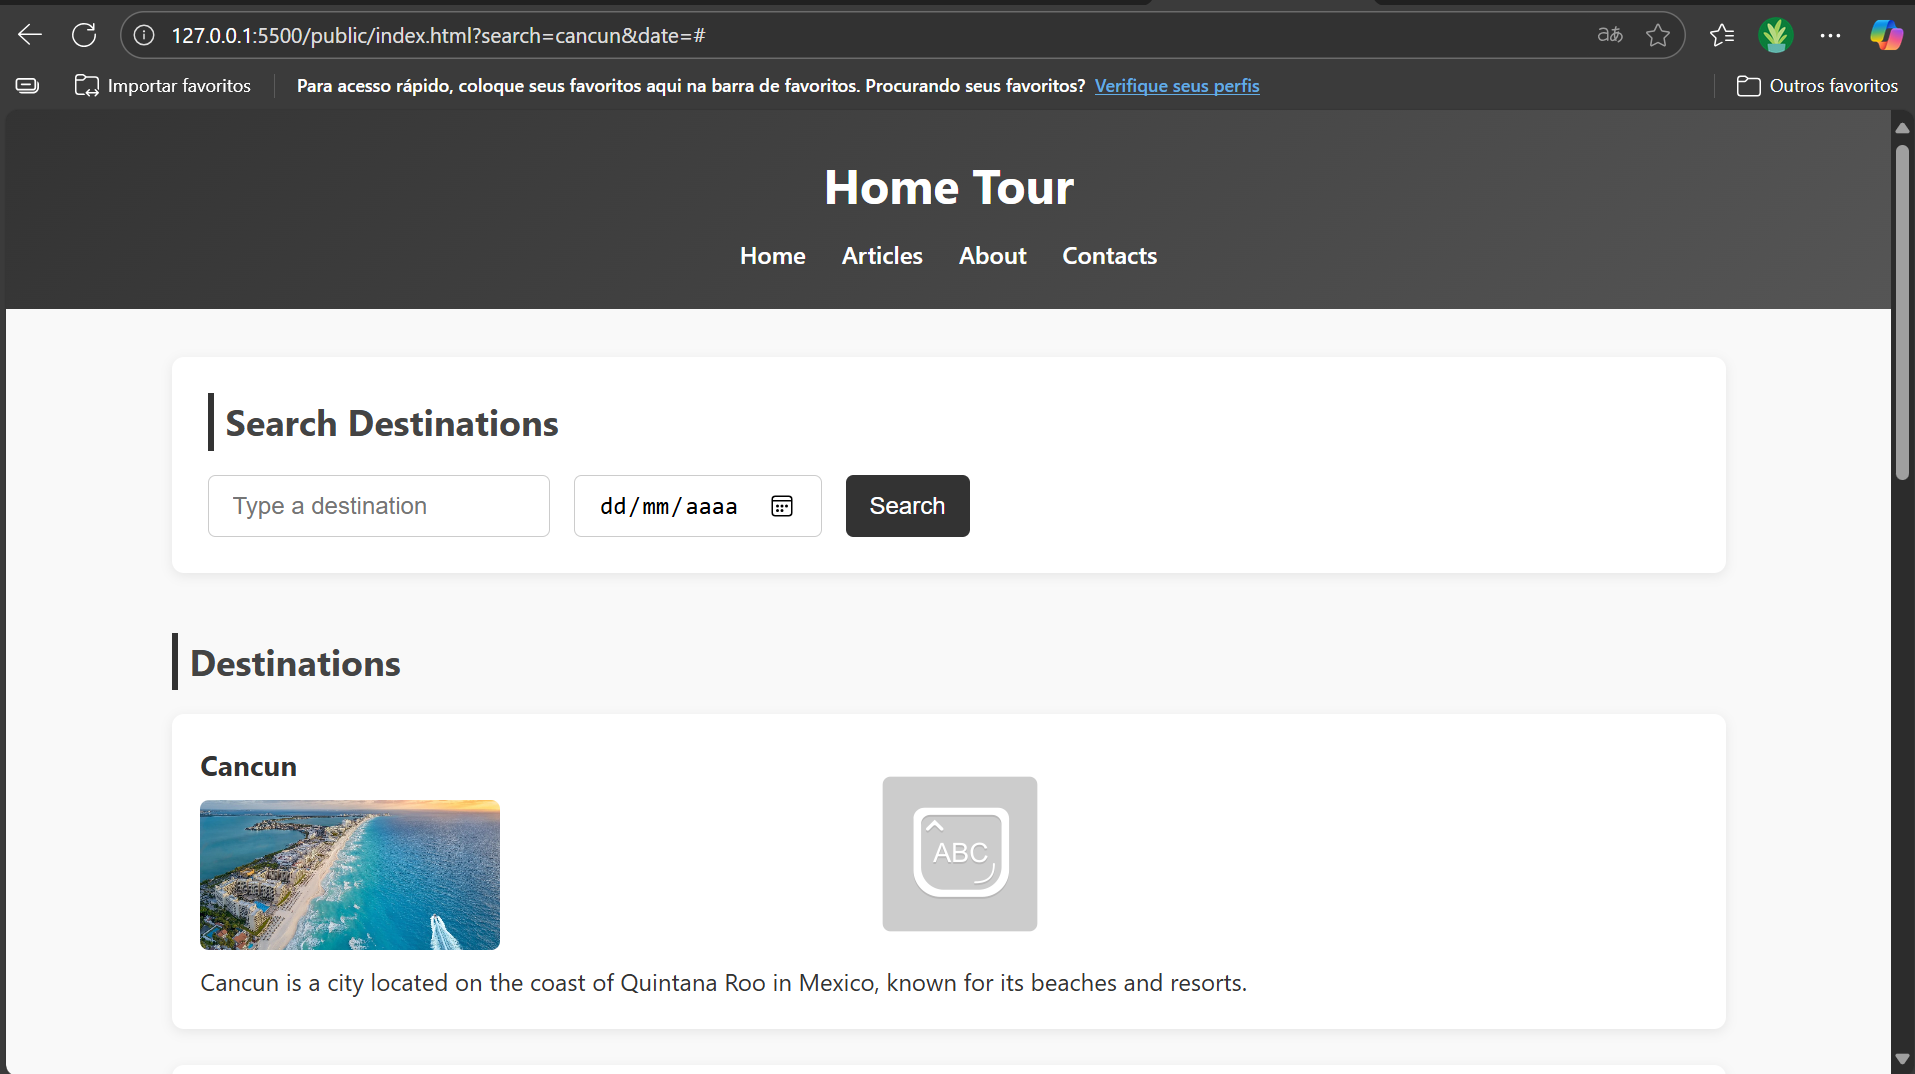 127.0.0.1:5500/public/index.html?search=cancun&date=#
aあ
Importar favoritos
Para acesso rápido, coloque seus favoritos aqui na barra de favoritos. Procurando seus favoritos? Verifique seus perfis
Outros favoritos
Home Tour
Home Articles About Contacts
Search Destinations
Type a destination
dd/mm/aaaa
Search
Destinations
Cancun
ABC
Cancun is a city located on the coast of Quintana Roo in Mexico, known for its beaches and resorts.